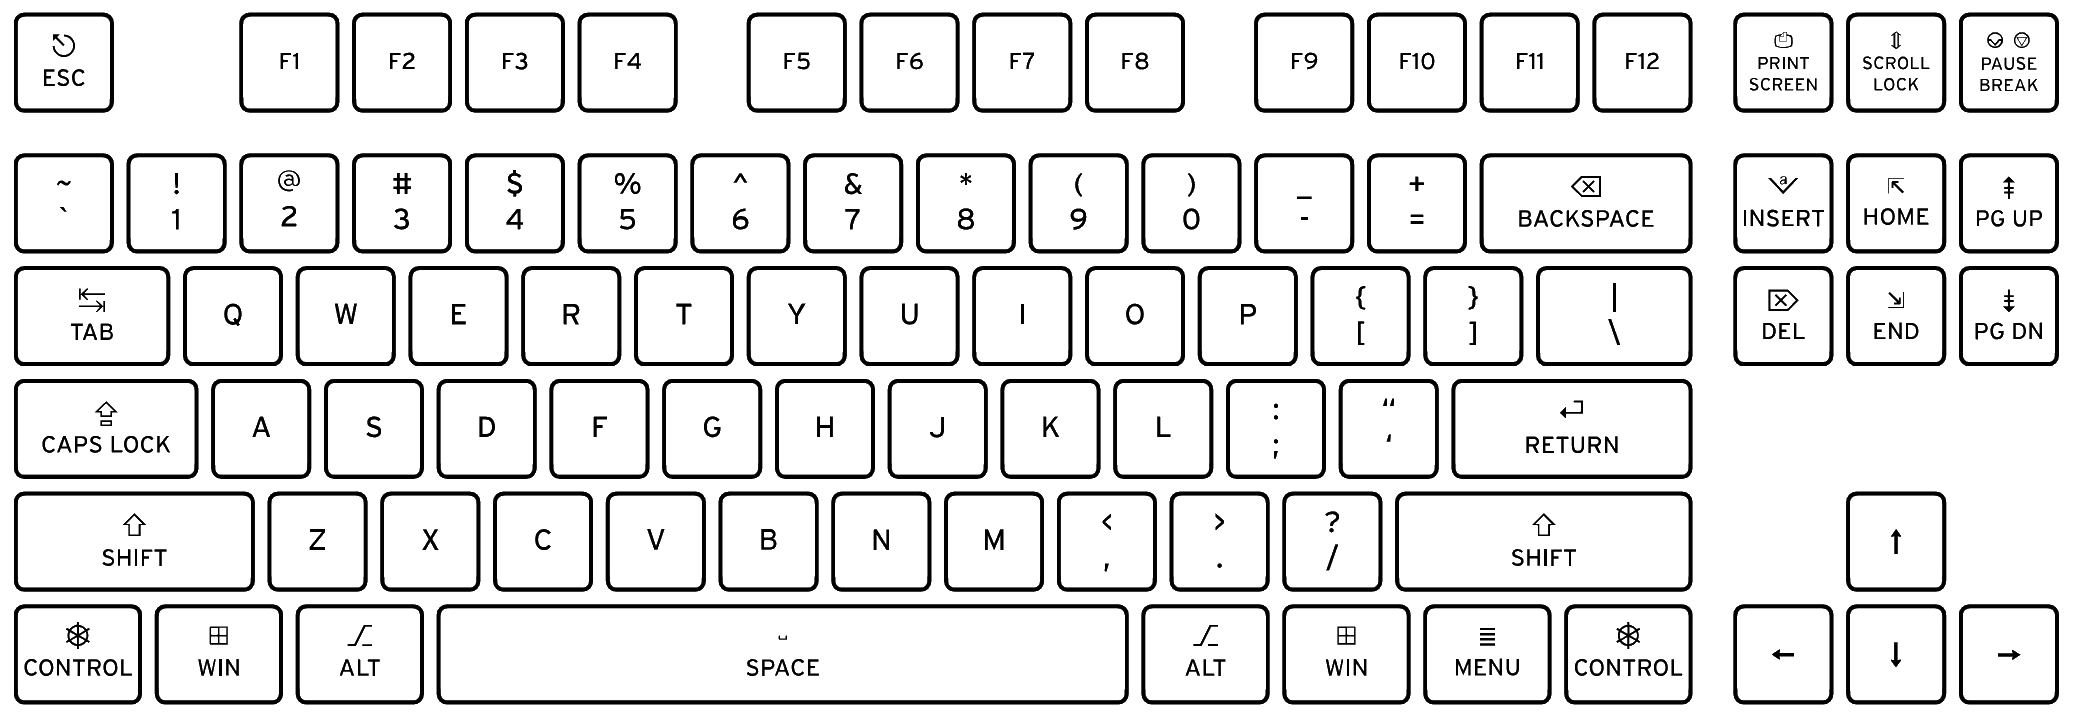 ESC F1 F2 F3 F4 F5 F6 F7 F8 F9 F10 F11 F12 PRINT SCREEN SCROLL LOCK PAUSE BREAK
~ ` ! 1 @ 2 # 3 $ 4 % 5 ^ 6 & 7 * 8 ( 9 ) 0 _ - + = BACKSPACE INSERT HOME PG UP
TAB Q W E R T Y U I O P { [ } ] | \ DEL END PG DN
CAPS LOCK A S D F G H J K L : ; “ ‘ RETURN
SHIFT Z X C V B N M < , > . ? / SHIFT ↑
CONTROL WIN ALT SPACE ALT WIN MENU CONTROL ← ↓ →